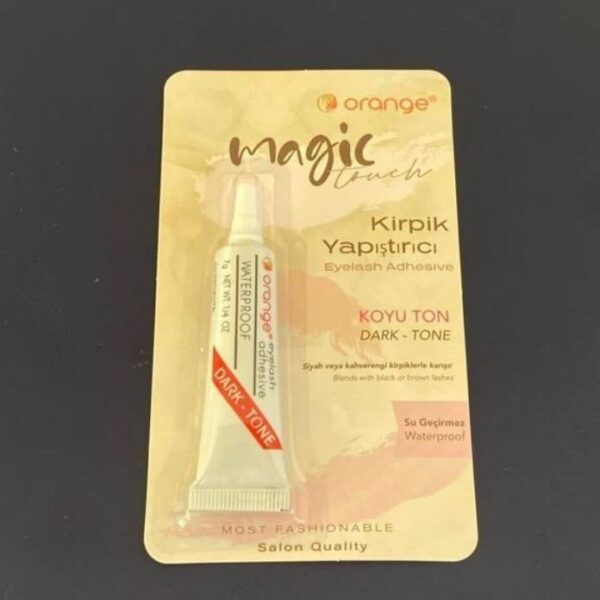 orange®
magic
touch
Kirpik
Yapıştırıcı
Eyelash Adhesive
KOYU TON
DARK - TONE
Siyah veya kahverengi kirpiklerle karışır
Blends with black or brown lashes
Su Geçirmez
Waterproof
orange® eyelash
adhesive
WATERPROOF
7g NET WT. 1/4 OZ.
DARK - TONE
MOST FASHIONABLE
Salon Quality